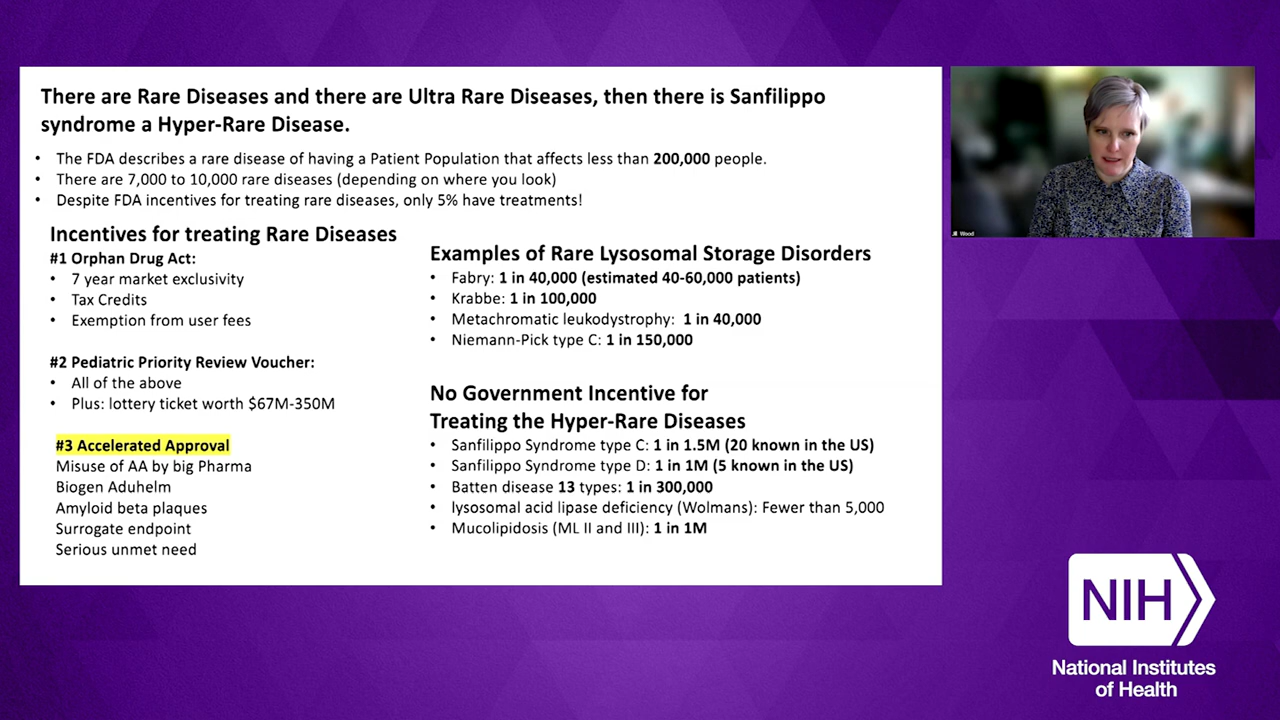 There are Rare Diseases and there are Ultra Rare Diseases, then there is Sanfilippo
syndrome a Hyper-Rare Disease.
• The FDA describes a rare disease of having a Patient Population that affects less than 200,000 people.
• There are 7,000 to 10,000 rare diseases (depending on where you look)
• Despite FDA incentives for treating rare diseases, only 5% have treatments!
Incentives for treating Rare Diseases
#1 Orphan Drug Act:
• 7 year market exclusivity
• Tax Credits
• Exemption from user fees
#2 Pediatric Priority Review Voucher:
• All of the above
• Plus: lottery ticket worth $67M-350M
#3 Accelerated Approval
Misuse of AA by big Pharma
Biogen Aduhelm
Amyloid beta plaques
Surrogate endpoint
Serious unmet need
Examples of Rare Lysosomal Storage Disorders
• Fabry: 1 in 40,000 (estimated 40-60,000 patients)
• Krabbe: 1 in 100,000
• Metachromatic leukodystrophy: 1 in 40,000
• Niemann-Pick type C: 1 in 150,000
No Government Incentive for
Treating the Hyper-Rare Diseases
• Sanfilippo Syndrome type C: 1 in 1.5M (20 known in the US)
• Sanfilippo Syndrome type D: 1 in 1M (5 known in the US)
• Batten disease 13 types: 1 in 300,000
• lysosomal acid lipase deficiency (Wolmans): Fewer than 5,000
• Mucolipidosis (ML II and III): 1 in 1M
Wood
NIH
National Institutes
of Health